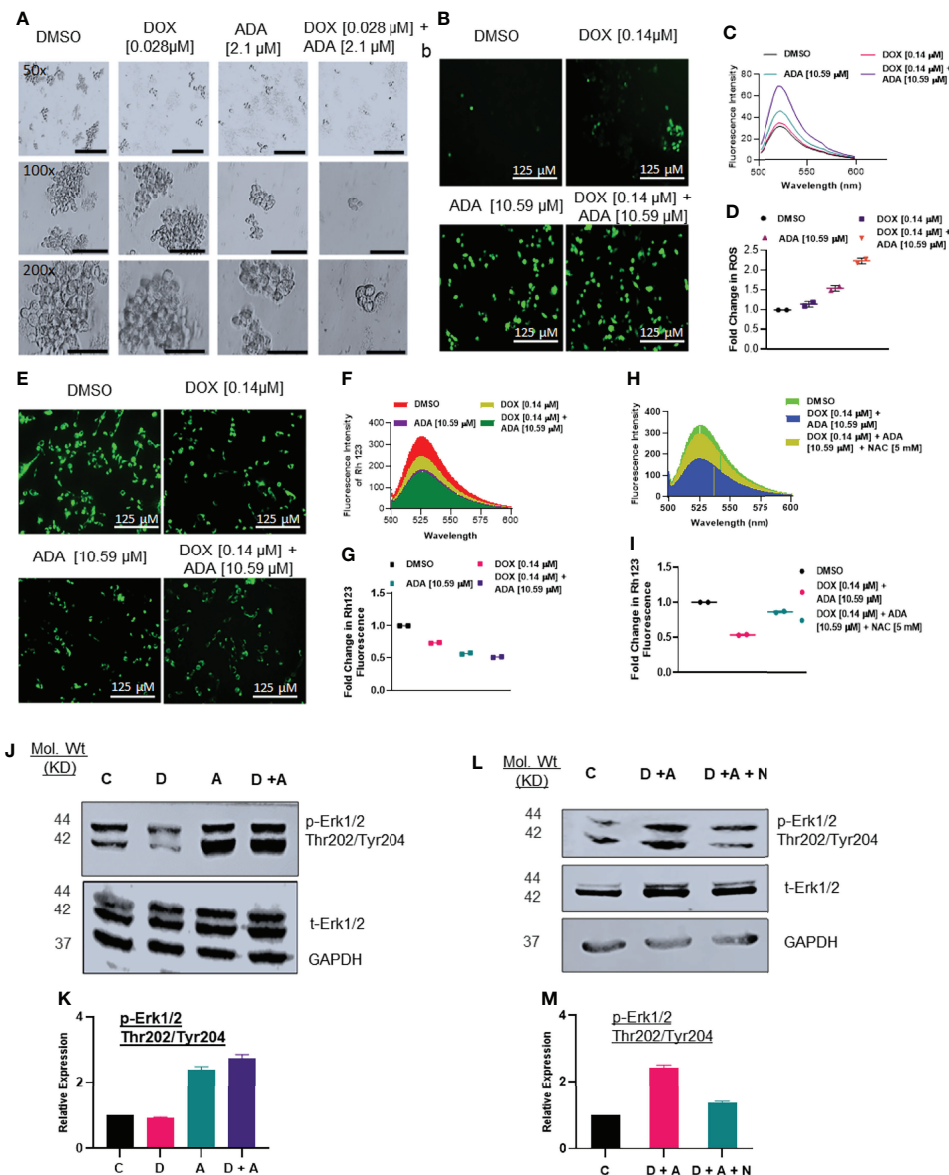 A
DMSO
DOX
[0.028µM]
ADA
[2.1 µM]
DOX [0.028 µM] +
ADA [2.1 µM]
50x
100x
200x
B
b
DMSO
DOX [0.14µM]
125 µM
125 µM
ADA [10.59 µM]
DOX [0.14 µM] +
ADA [10.59 µM]
125 µM
125 µM
C
DMSO
DOX [0.14 µM]
ADA [10.59 µM]
DOX [0.14 µM] +
ADA [10.59 µM]
Fluorescence Intensity
80
60
40
20
0
500
550
600
Wavelength (nm)
D
DMSO
DOX [0.14 µM]
ADA [10.59 µM]
DOX [0.14 µM] +
ADA [10.59 µM]
Fold Change in ROS
2.5
2.0
1.5
1.0
0.5
0.0
E
DMSO
DOX [0.14µM]
125 µM
125 µM
ADA [10.59 µM]
DOX [0.14 µM] +
ADA [10.59 µM]
125 µM
125 µM
F
DMSO
DOX [0.14 µM]
ADA [10.59 µM]
DOX [0.14 µM] +
ADA [10.59 µM]
Fluorescence Intensity
of Rh 123
400
300
200
100
0
500
525
550
575
600
Wavelength
G
DMSO
DOX [0.14 µM]
ADA [10.59 µM]
DOX [0.14 µM] +
ADA [10.59 µM]
Fold Change in Rh123
Fluorescence
1.5
1.0
0.5
0.0
H
DMSO
DOX [0.14 µM] +
ADA [10.59 µM]
DOX [0.14 µM] + ADA
[10.59 µM] + NAC [5 mM]
Fluorescence Intensity
400
300
200
100
0
500
525
550
575
600
Wavelength (nm)
I
DMSO
DOX [0.14 µM] +
ADA [10.59 µM]
DOX [0.14 µM] + ADA
[10.59 µM] + NAC [5 mM]
Fold Change in Rh123
Fluorescence
1.5
1.0
0.5
0.0
J
Mol. Wt
(KD)
C
D
A
D +A
44
42
p-Erk1/2
Thr202/Tyr204
44
42
37
t-Erk1/2
GAPDH
K
p-Erk1/2
Thr202/Tyr204
Relative Expression
4
2
0
C
D
A
D + A
L
Mol. Wt
(KD)
C
D +A
D +A + N
44
42
p-Erk1/2
Thr202/Tyr204
44
42
t-Erk1/2
37
GAPDH
M
p-Erk1/2
Thr202/Tyr204
Relative Expression
4
2
0
C
D + A
D + A + N